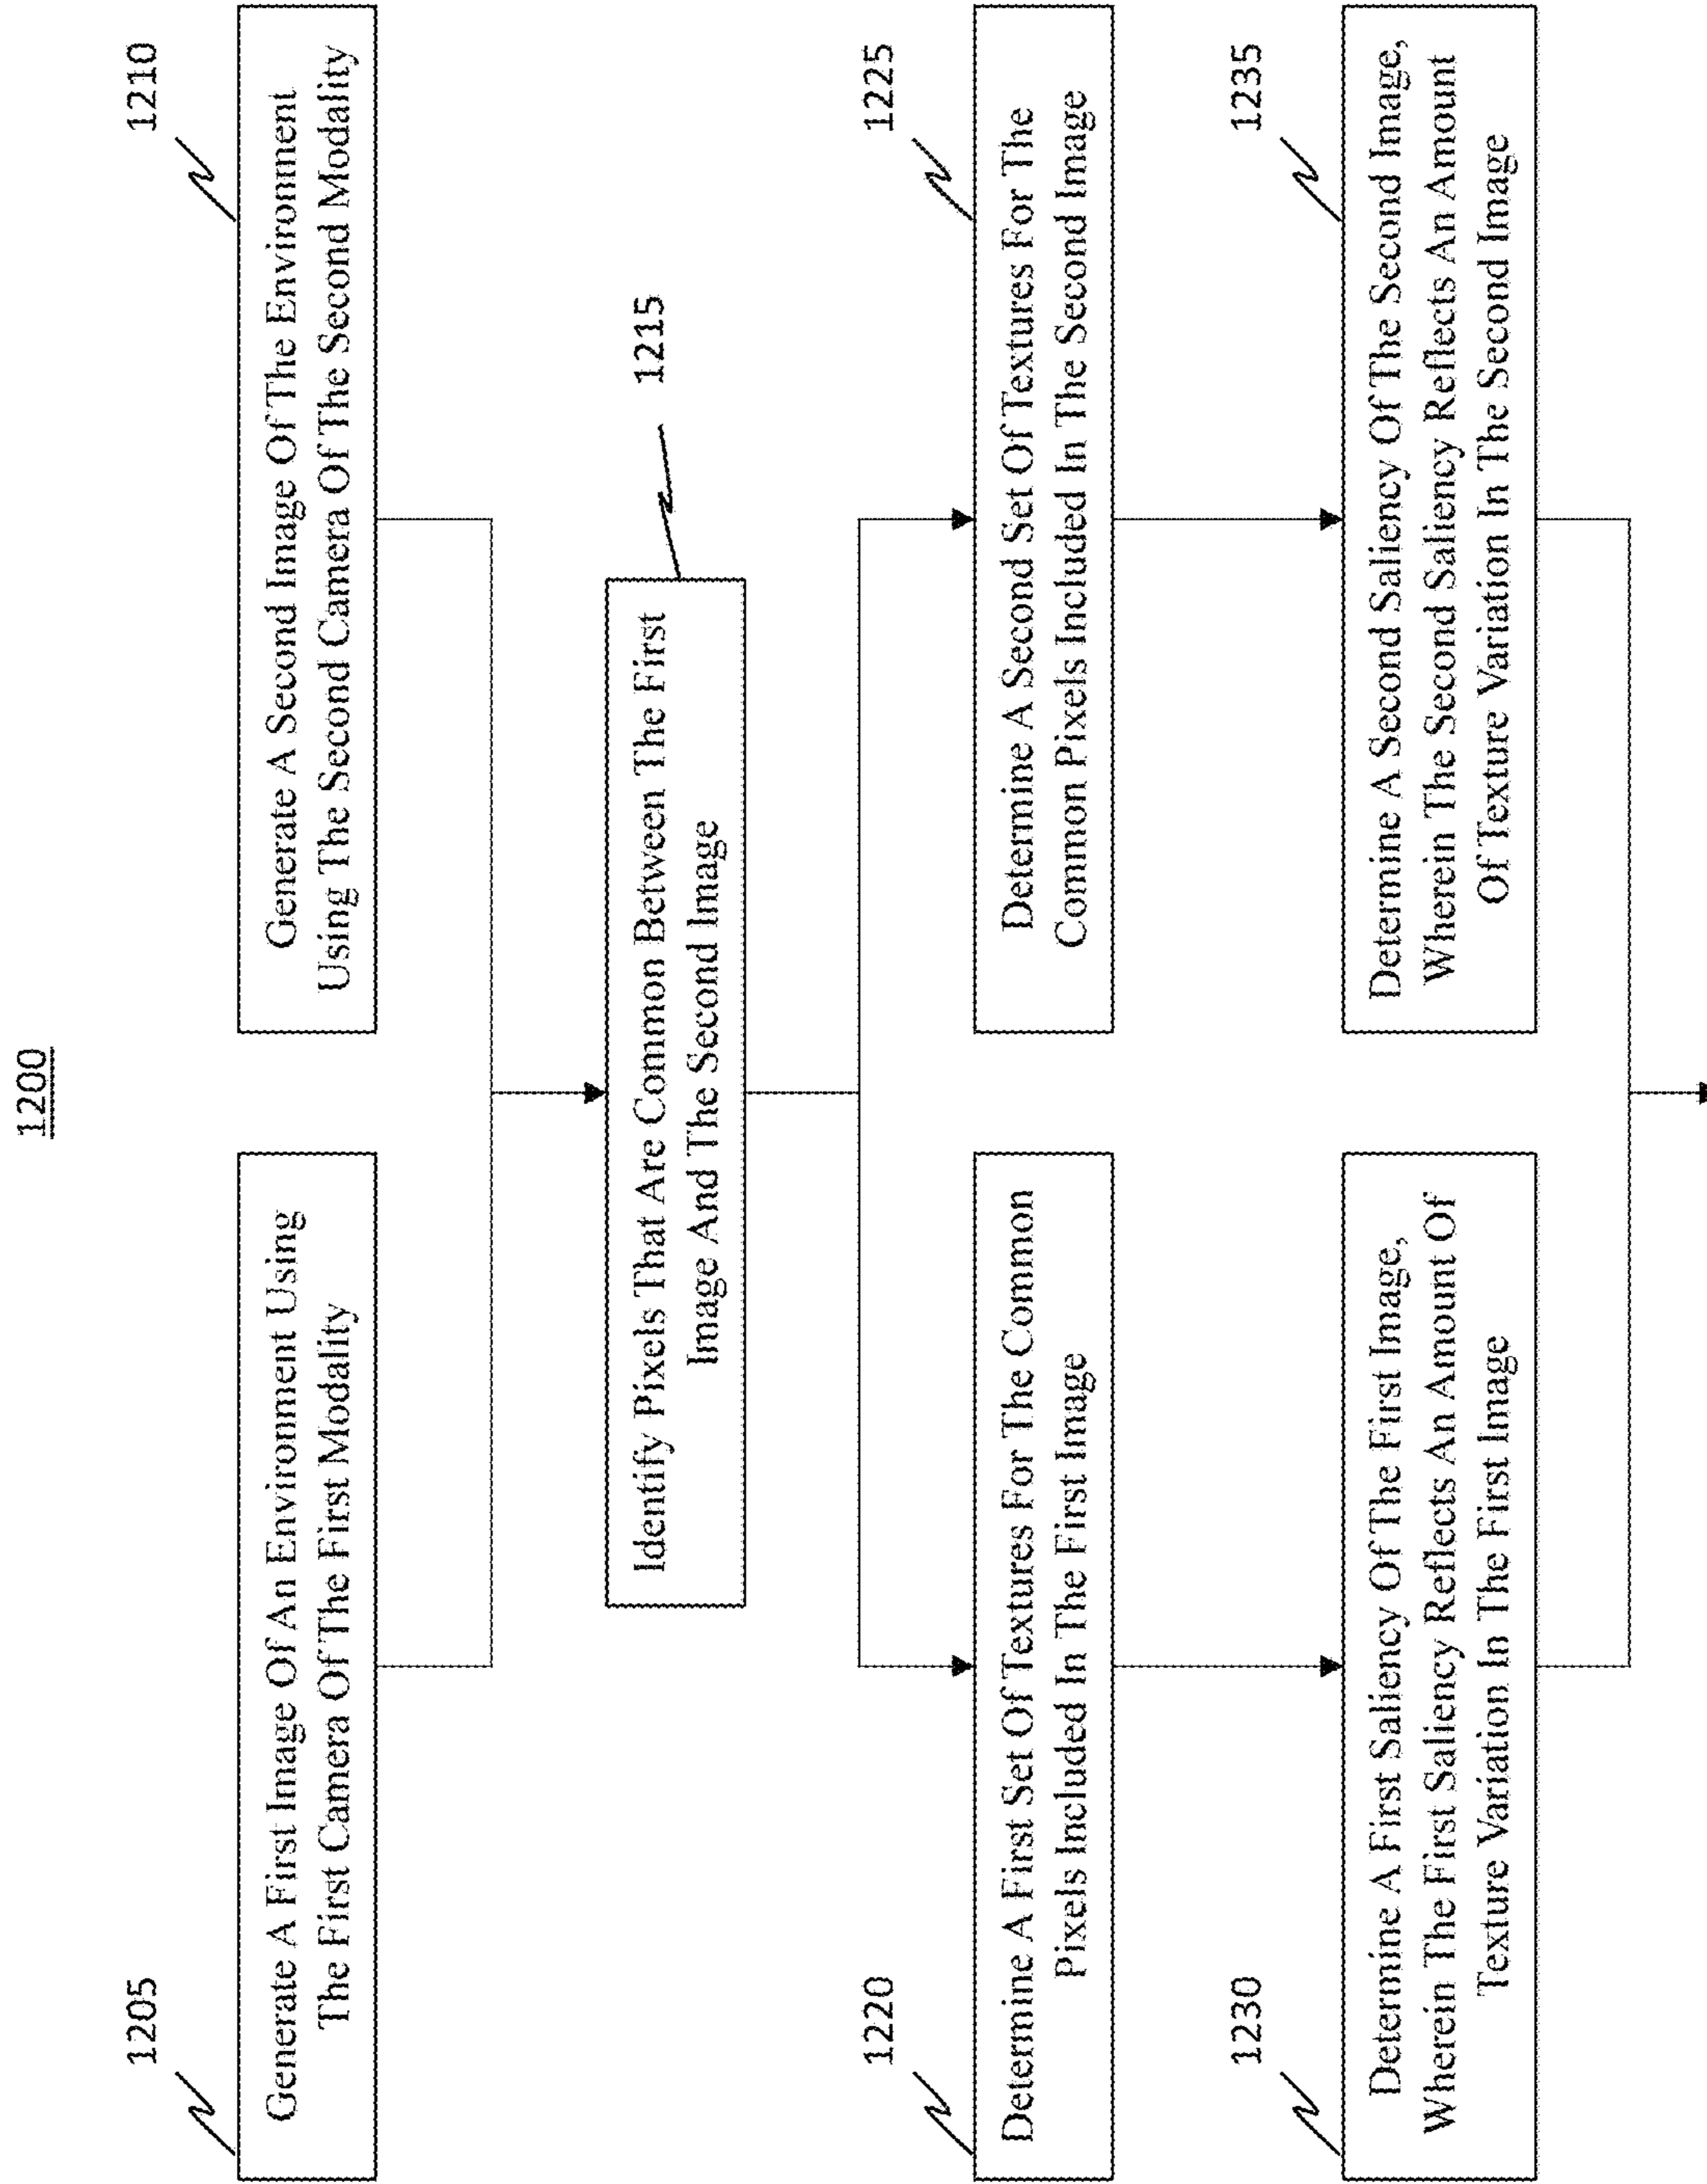 1200
1205
Generate A First Image Of An Environment Using
The First Camera Of The First Modality
1210
Generate A Second Image Of The Environment
Using The Second Camera Of The Second Modality
1215
Identify Pixels That Are Common Between The First
Image And The Second Image
1220
Determine A First Set Of Textures For The Common
Pixels Included In The First Image
1225
Determine A Second Set Of Textures For The
Common Pixels Included In The Second Image
1230
Determine A First Saliency Of The First Image,
Wherein The First Saliency Reflects An Amount Of
Texture Variation In The First Image
1235
Determine A Second Saliency Of The Second Image,
Wherein The Second Saliency Reflects An Amount
Of Texture Variation In The Second Image